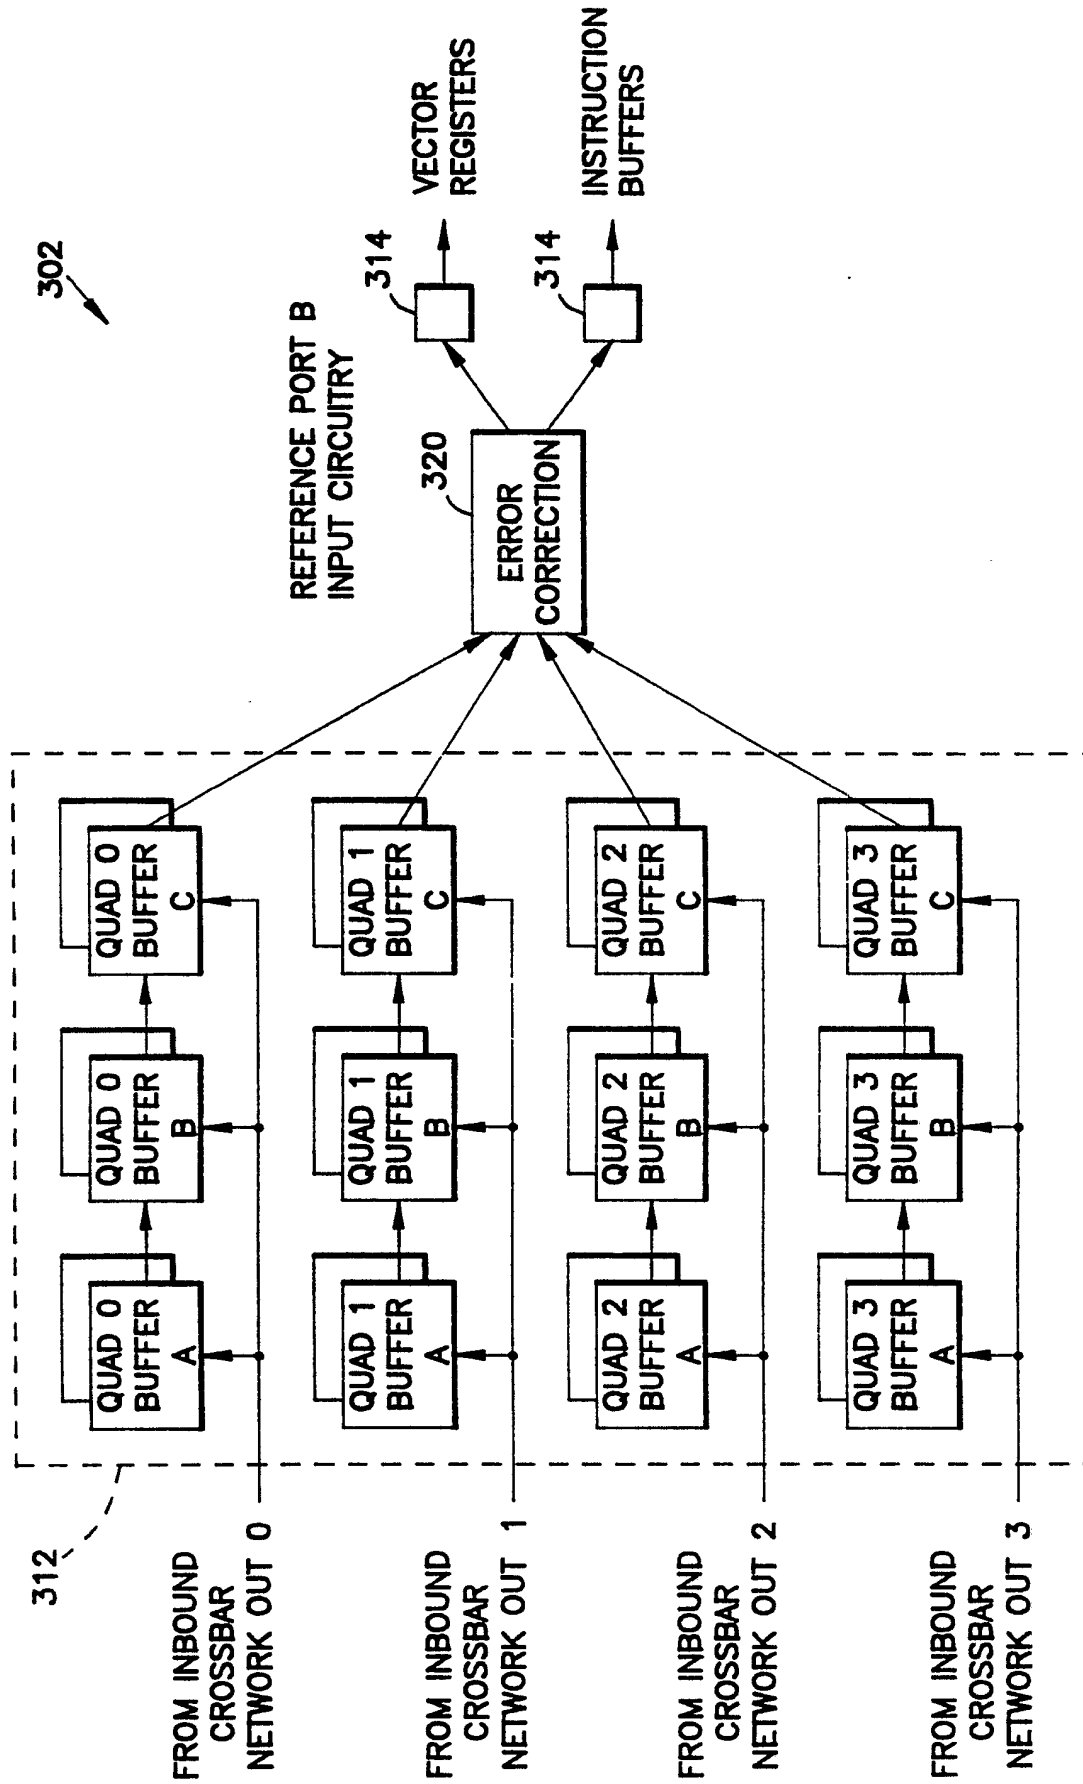 302
REFERENCE PORT B
INPUT CIRCUITRY
312
FROM INBOUND
CROSSBAR
NETWORK OUT 0
QUAD 0
BUFFER
A
QUAD 0
BUFFER
B
QUAD 0
BUFFER
C
FROM INBOUND
CROSSBAR
NETWORK OUT 1
QUAD 1
BUFFER
A
QUAD 1
BUFFER
B
QUAD 1
BUFFER
C
FROM INBOUND
CROSSBAR
NETWORK OUT 2
QUAD 2
BUFFER
A
QUAD 2
BUFFER
B
QUAD 2
BUFFER
C
FROM INBOUND
CROSSBAR
NETWORK OUT 3
QUAD 3
BUFFER
A
QUAD 3
BUFFER
B
QUAD 3
BUFFER
C
320
ERROR
CORRECTION
314
VECTOR
REGISTERS
314
INSTRUCTION
BUFFERS